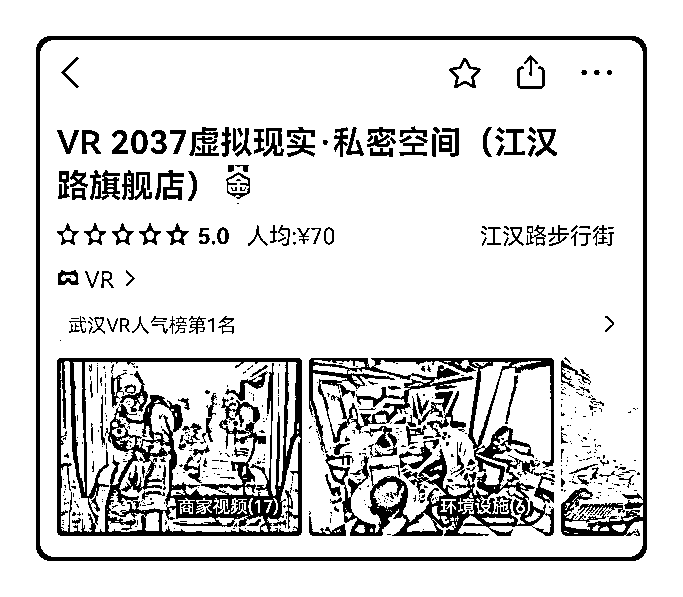 VR 2037虚拟现实·私密空间（江汉
路旗舰店） 金
5.0 人均:¥70 江汉路步行街
VR
武汉VR人气榜第1名
商家视频(17) 环境设施(6)